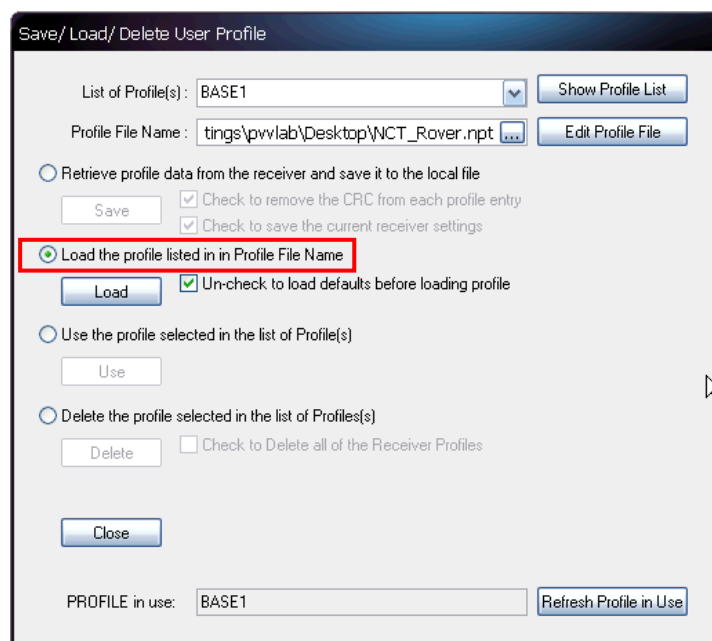 Save/ Load/ Delete User Profile
List of Profile(s) : BASE1 Show Profile List
Profile File Name : tings\pvvlab\Desktop\NCT_Rover.npt ... Edit Profile File
Retrieve profile data from the receiver and save it to the local file
Save Check to remove the CRC from each profile entry
Check to save the current receiver settings
Load the profile listed in in Profile File Name
Load Un-check to load defaults before loading profile
Use the profile selected in the list of Profile(s)
Use
Delete the profile selected in the list of Profiles(s)
Delete Check to Delete all of the Receiver Profiles
Close
PROFILE in use: BASE1 Refresh Profile in Use